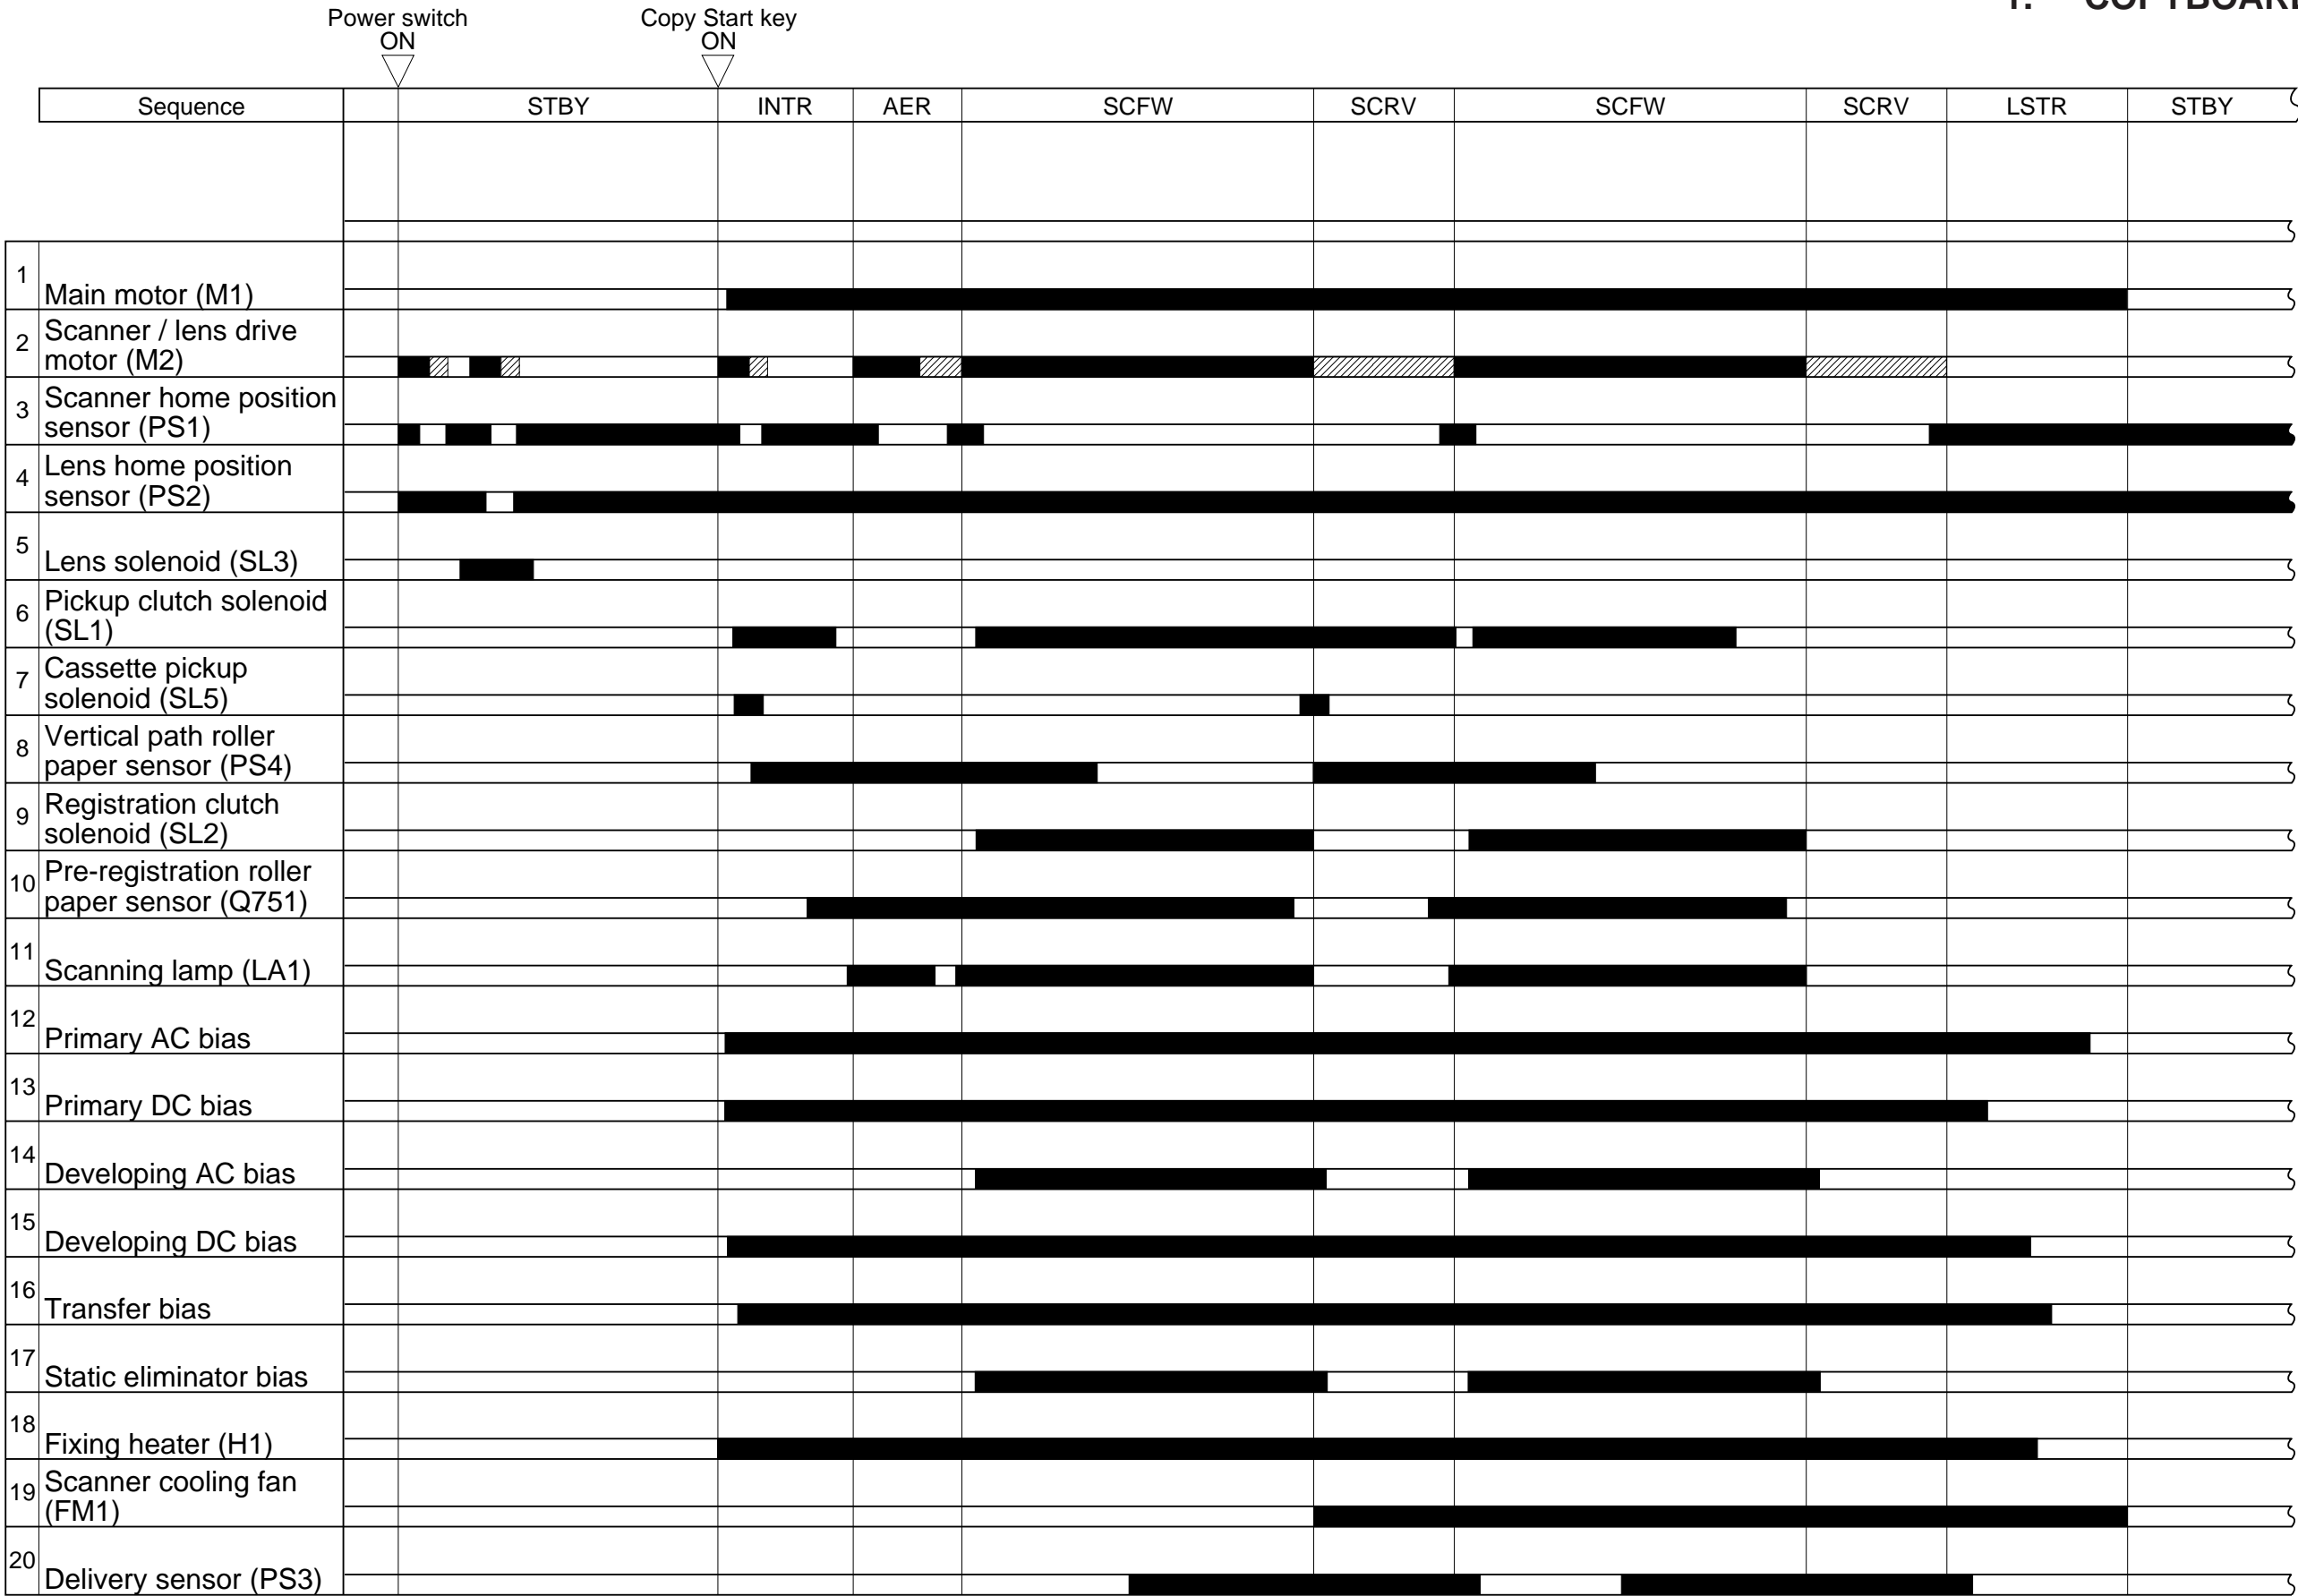 Power switch
ON
Copy Start key
ON
Sequence STBY INTR AER SCFW SCRV SCFW SCRV LSTR STBY
1 Main motor (M1)
2 Scanner / lens drive
motor (M2)
3 Scanner home position
sensor (PS1)
4 Lens home position
sensor (PS2)
5 Lens solenoid (SL3)
6 Pickup clutch solenoid
(SL1)
7 Cassette pickup
solenoid (SL5)
8 Vertical path roller
paper sensor (PS4)
9 Registration clutch
solenoid (SL2)
10 Pre-registration roller
paper sensor (Q751)
11 Scanning lamp (LA1)
12 Primary AC bias
13 Primary DC bias
14 Developing AC bias
15 Developing DC bias
16 Transfer bias
17 Static eliminator bias
18 Fixing heater (H1)
19 Scanner cooling fan
(FM1)
20 Delivery sensor (PS3)